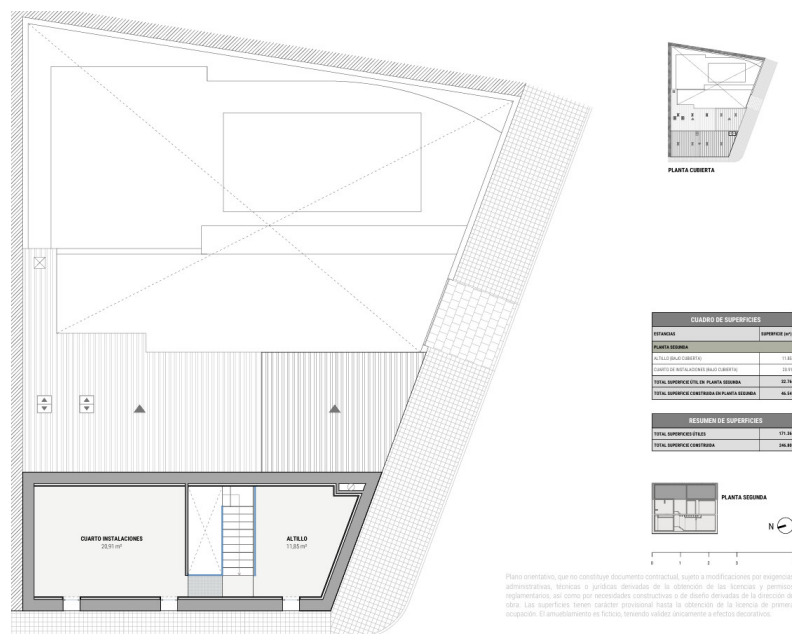 PLANTA CUBIERTA
CUADRO DE SUPERFICIES
ESTANCIAS SUPERFICIE (m²)
PLANTA SEGUNDA
ALTILLO (BAJO CUBIERTA) 11.85
CUARTO DE INSTALACIONES (BAJO CUBIERTA) 20.91
TOTAL SUPERFICIE ÚTIL EN PLANTA SEGUNDA 32.76
TOTAL SUPERFICIE CONSTRUIDA EN PLANTA SEGUNDA 46.54
RESUMEN DE SUPERFICIES
TOTAL SUPERFICIES ÚTILES
TOTAL SUPERFICIE CONSTRUIDA
CUARTO INSTALACIONES
20,91 m²
ALTILLO
11,85 m²
PLANTA SEGUNDA
N
0 1 2
Plano orientativo, que no constituye documento contractual, sujeto a modificaciones por exigencias
administrativas, técnicas o jurídicas derivadas de la obtención de las licencias y permisos
reglamentarios, así como por necesidades constructivas o de diseño derivadas de la dirección de
obra. Las superficies tienen carácter provisional hasta la obtención de la licencia de primera
ocupación. El amueblamiento es ficticio, teniendo validez únicamente a efectos decorativos.